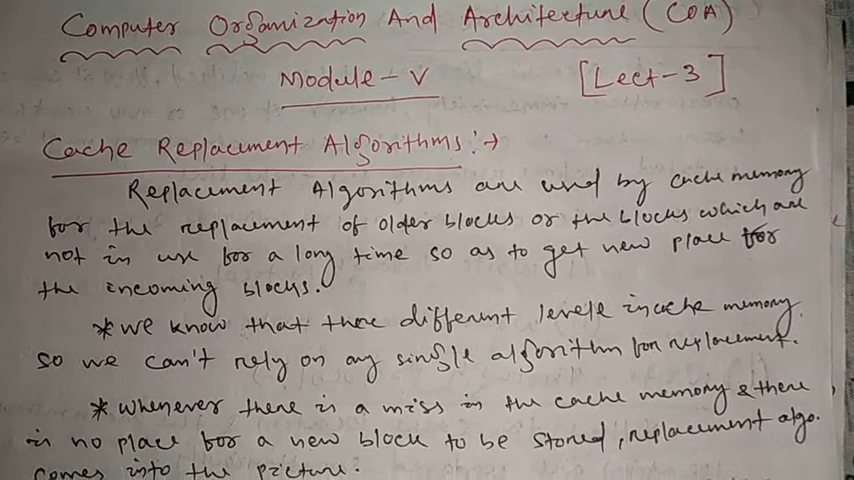 Computer Organization And Architecture (COA)
Module - V [Lect-3]
Cache Replacement Algorithms:→
Replacement Algorithms are used by cache memory
for the replacement of older blocks or the blocks which are
not in use for a long time so as to get new place for
the incoming blocks.
* We know that there different levels in cache memory
so we can't rely on any single algorithm for replacement.
* Whenever there is a miss in the cache memory & there
is no place for a new block to be stored, replacement algo.
comes into the picture.